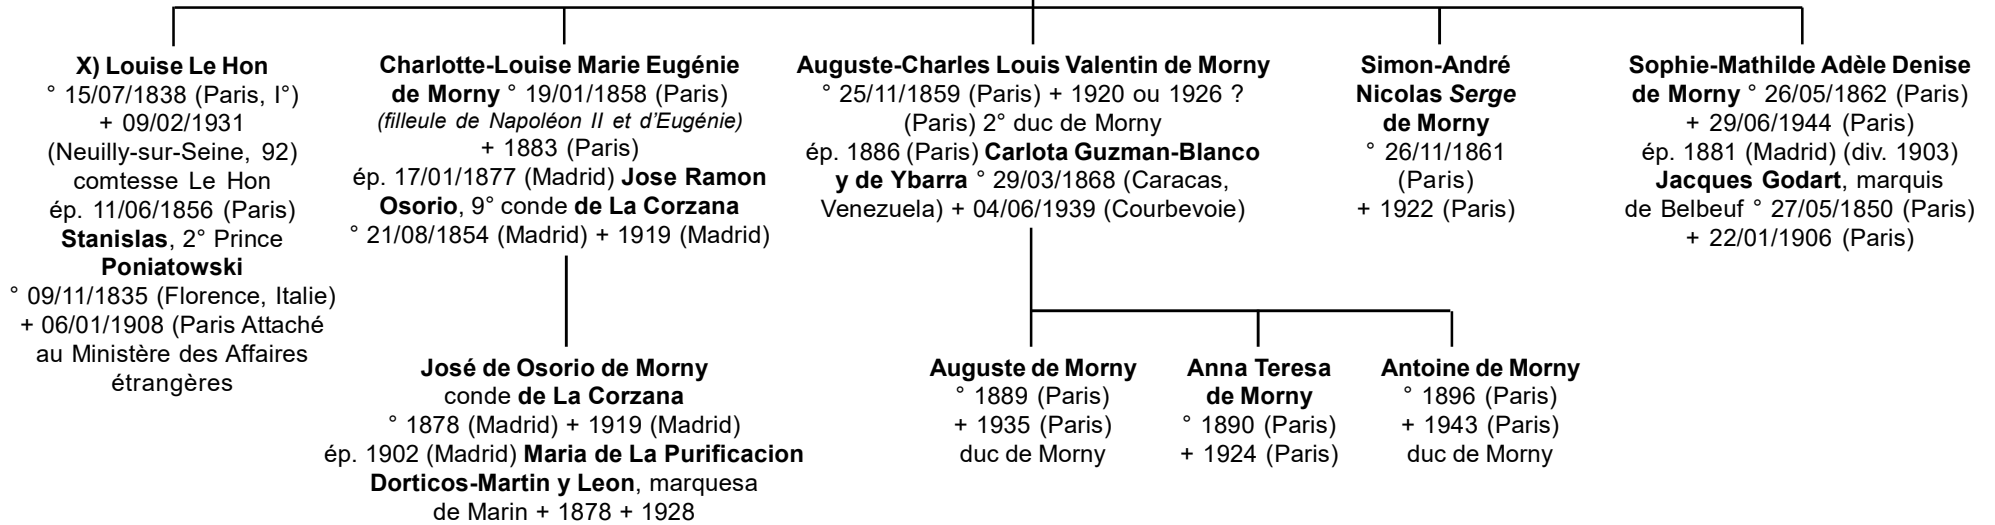 X) Louise Le Hon
° 15/07/1838 (Paris, I°)
+ 09/02/1931
(Neuilly-sur-Seine, 92)
comtesse Le Hon
ép. 11/06/1856 (Paris)
Stanislas, 2° Prince
Poniatowski
° 09/11/1835 (Florence, Italie)
+ 06/01/1908 (Paris Attaché
au Ministère des Affaires
étrangères
Charlotte-Louise Marie Eugénie
de Morny ° 19/01/1858 (Paris)
(filleule de Napoléon II et d'Eugénie)
+ 1883 (Paris)
ép. 17/01/1877 (Madrid) Jose Ramon
Osorio, 9° conde de La Corzana
° 21/08/1854 (Madrid) + 1919 (Madrid)
Auguste-Charles Louis Valentin de Morny
° 25/11/1859 (Paris) + 1920 ou 1926 ?
(Paris) 2° duc de Morny
ép. 1886 (Paris) Carlota Guzman-Blanco
y de Ybarra ° 29/03/1868 (Caracas,
Venezuela) + 04/06/1939 (Courbevoie)
Simon-André
Nicolas Serge
de Morny
° 26/11/1861
(Paris)
+ 1922 (Paris)
Sophie-Mathilde Adèle Denise
de Morny ° 26/05/1862 (Paris)
+ 29/06/1944 (Paris)
ép. 1881 (Madrid) (div. 1903)
Jacques Godart, marquis
de Belbeuf ° 27/05/1850 (Paris)
+ 22/01/1906 (Paris)
José de Osorio de Morny
conde de La Corzana
° 1878 (Madrid) + 1919 (Madrid)
ép. 1902 (Madrid) Maria de La Purificacion
Dorticos-Martin y Leon, marquesa
de Marin + 1878 + 1928
Auguste de Morny
° 1889 (Paris)
+ 1935 (Paris)
duc de Morny
Anna Teresa
de Morny
° 1890 (Paris)
+ 1924 (Paris)
Antoine de Morny
° 1896 (Paris)
+ 1943 (Paris)
duc de Morny